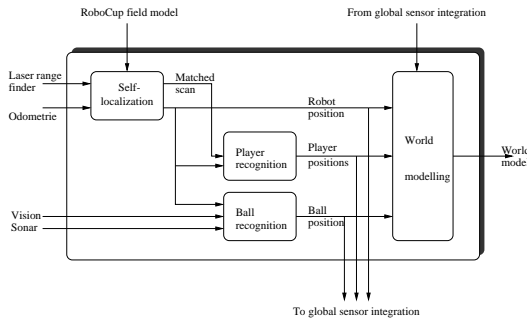 RoboCup field model
From global sensor integration
Laser range
finder
Self-
localization
Matched
scan
Odometrie
Robot
position
World
modelling
Player
recognition
Player
positions
World
model
Ball
recognition
Ball
position
Vision
Sonar
To global sensor integration